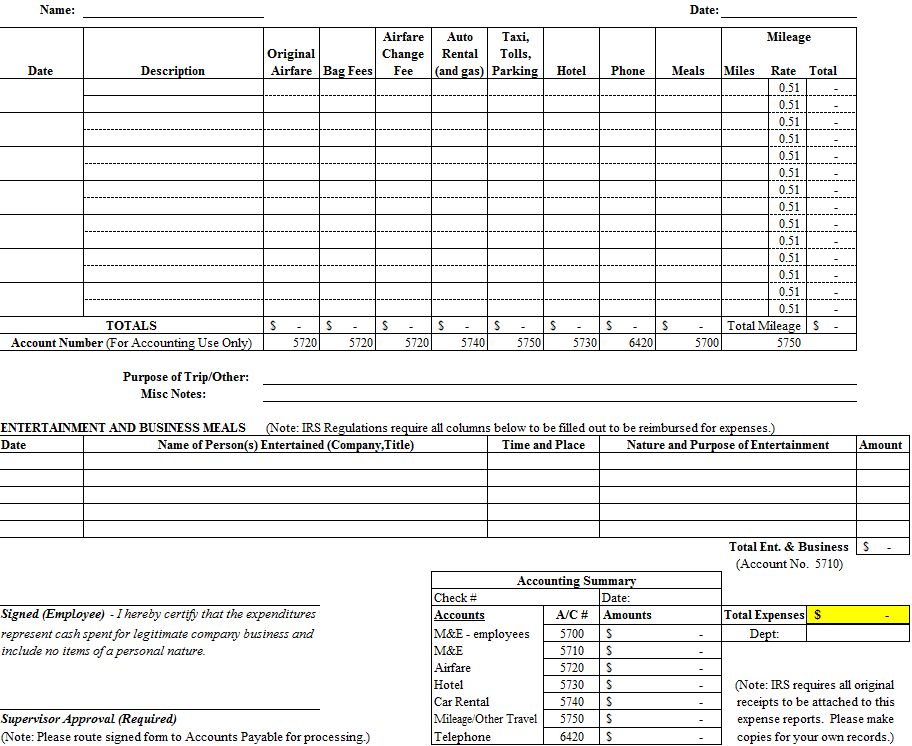 Name: Date:
Airfare Auto Taxi, Mileage
Original Change Rental Tolls,
Date Description Airfare Bag Fees Fee (and gas) Parking Hotel Phone Meals Miles Rate Total
0.51 -
0.51 -
0.51 -
0.51 -
0.51 -
0.51 -
0.51 -
0.51 -
0.51 -
0.51 -
0.51 -
0.51 -
0.51 -
0.51 -
TOTALS $ - $ - $ - $ - $ - $ - $ - $ - Total Mileage $ -
Account Number (For Accounting Use Only) 5720 5720 5720 5740 5750 5730 6420 5700 5750
Purpose of Trip/Other:
Misc Notes:
ENTERTAINMENT AND BUSINESS MEALS (Note: IRS Regulations require all columns below to be filled out to be reimbursed for expenses.)
Date Name of Person(s) Entertained (Company,Title) Time and Place Nature and Purpose of Entertainment Amount
Total Ent. & Business $ -
(Account No. 5710)
Accounting Summary
Check # Date:
Accounts A/C # Amounts
M&E - employees 5700 $ -
M&E 5710 $ -
Airfare 5720 $ -
Hotel 5730 $ -
Car Rental 5740 $ -
Mileage/Other Travel 5750 $ -
Telephone 6420 $ -
Total Expenses $ -
Dept:
(Note: IRS requires all original
receipts to be attached to this
expense reports. Please make
copies for your own records.)
Signed (Employee) - I hereby certify that the expenditures
represent cash spent for legitimate company business and
include no items of a personal nature.
Supervisor Approval (Required)
(Note: Please route signed form to Accounts Payable for processing.)